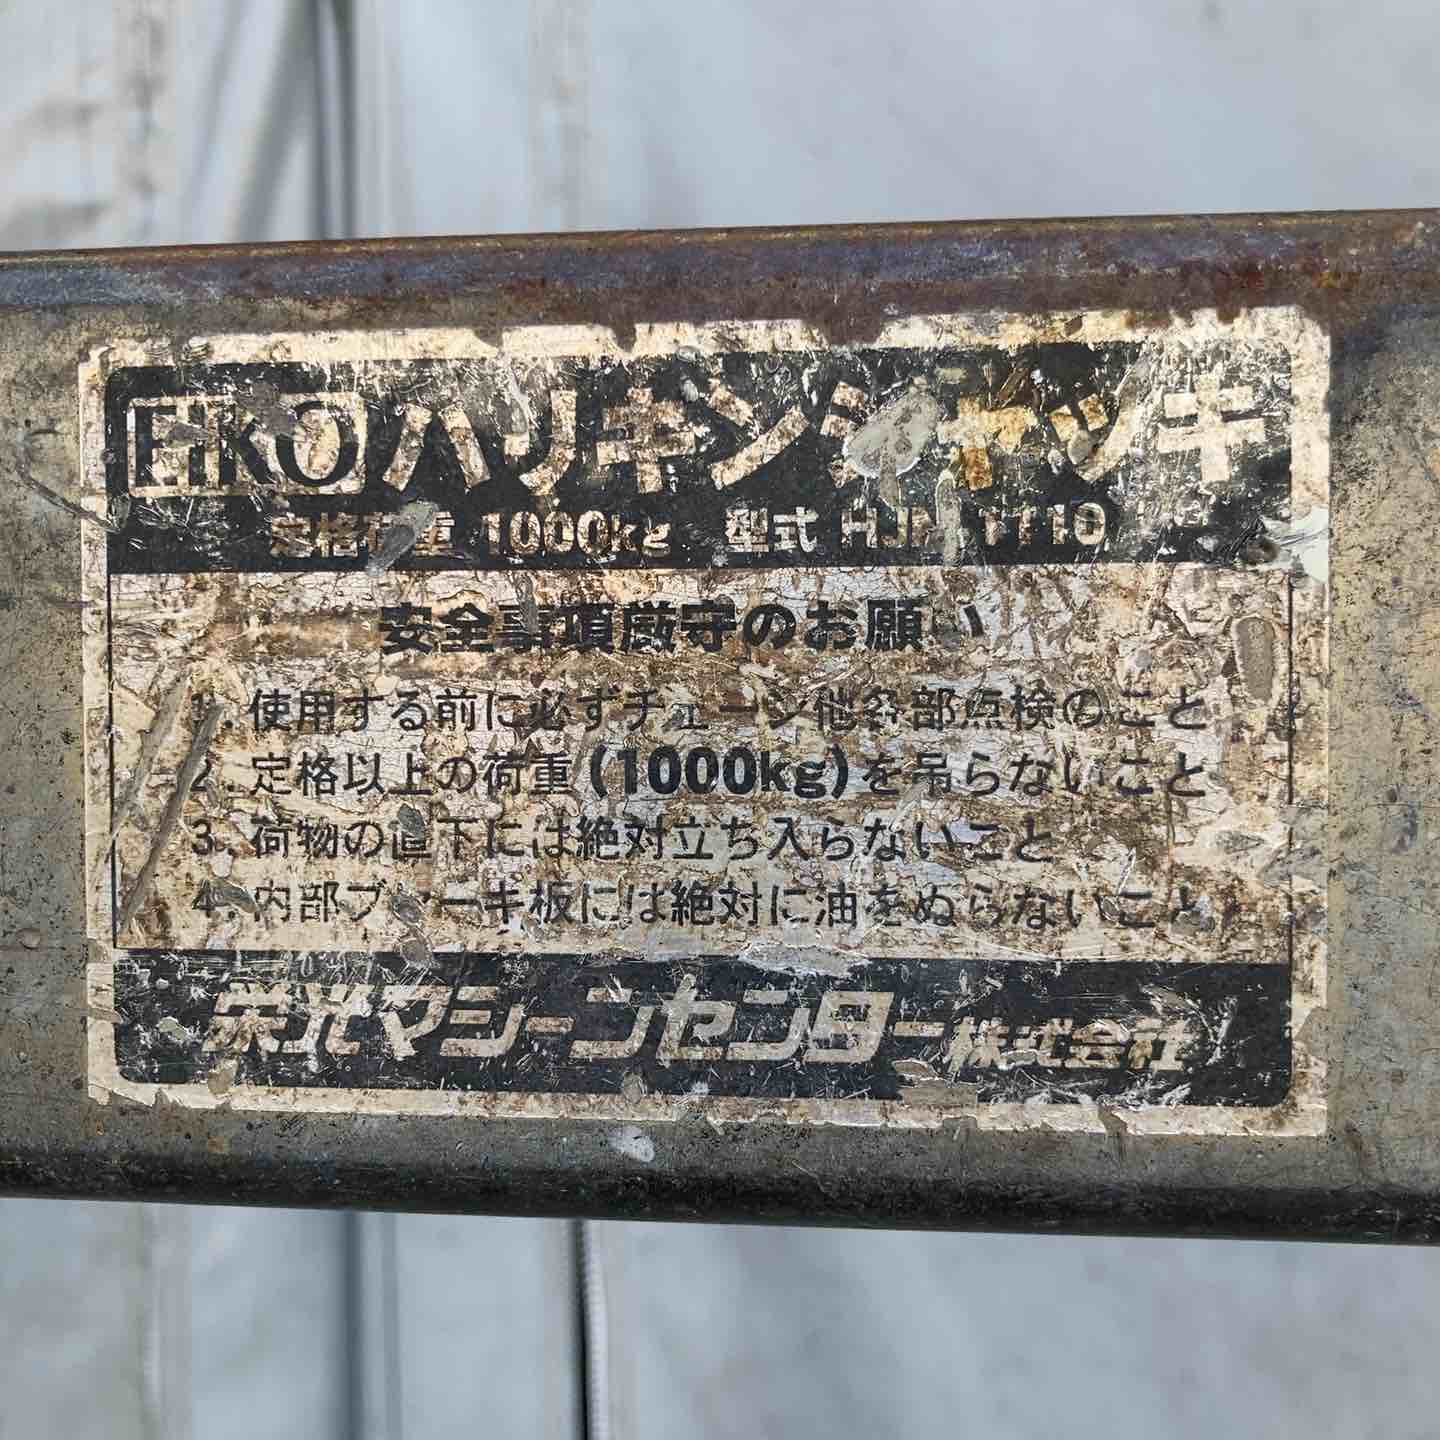 EIKO ハリキンジャッキ
定格荷重 1000kg 型式
安全事項厳守のお願い
1. 使用する前に必ずチェーン他各部点検のこと
2. 定格以上の荷重(1000kg)を吊らないこと
3. 荷物の直下には絶対立ち入らないこと
4. 内部ブレーキ板には絶対に油をぬらないこと
栄光マシーンセンター株式会社